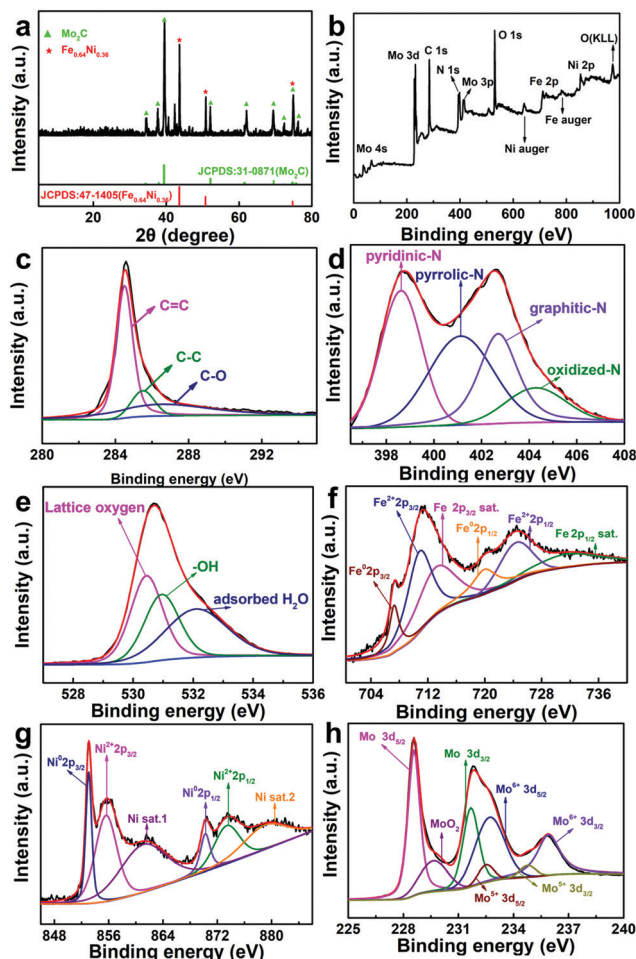 a
▲ Mo₂C
★ Fe₀.₆₄Ni₀.₃₆
JCPDS:31-0871(Mo₂C)
JCPDS:47-1405(Fe₀.₆₄Ni₀.₃₆)
20 40 60 80
2θ (degree)
Intensity (a.u.)
b
Mo 4s
Mo 3d
C 1s
N 1s
Mo 3p
O 1s
Ni auger
Fe 2p
Fe auger
Ni 2p
O(KLL)
0 200 400 600 800 1000
Binding energy (eV)
Intensity (a.u.)
c
C=C
C-C
C-O
280 284 288 292
Binding energy (eV)
Intensity (a.u.)
d
pyridinic-N
pyrrolic-N
graphitic-N
oxidized-N
398 400 402 404 406 408
Binding energy (eV)
Intensity (a.u.)
e
Lattice oxygen
-OH
adsorbed H₂O
528 530 532 534 536
Binding energy (eV)
Intensity (a.u.)
f
Fe⁰2p₃/₂
Fe²⁺2p₃/₂
Fe 2p₃/₂ sat.
Fe⁰2p₁/₂
Fe²⁺2p₁/₂
Fe 2p₁/₂ sat.
704 712 720 728 736
Binding energy (eV)
Intensity (a.u.)
g
Ni⁰2p₃/₂
Ni²⁺2p₃/₂
Ni sat.1
Ni⁰2p₁/₂
Ni²⁺2p₁/₂
Ni sat.2
848 856 864 872 880
Binding energy (eV)
Intensity (a.u.)
h
Mo 3d₅/₂
MoO₂
Mo 3d₃/₂
Mo⁶⁺ 3d₅/₂
Mo⁵⁺ 3d₅/₂
Mo⁶⁺ 3d₃/₂
Mo⁵⁺ 3d₃/₂
225 228 231 234 237 240
Binding energy (eV)
Intensity (a.u.)